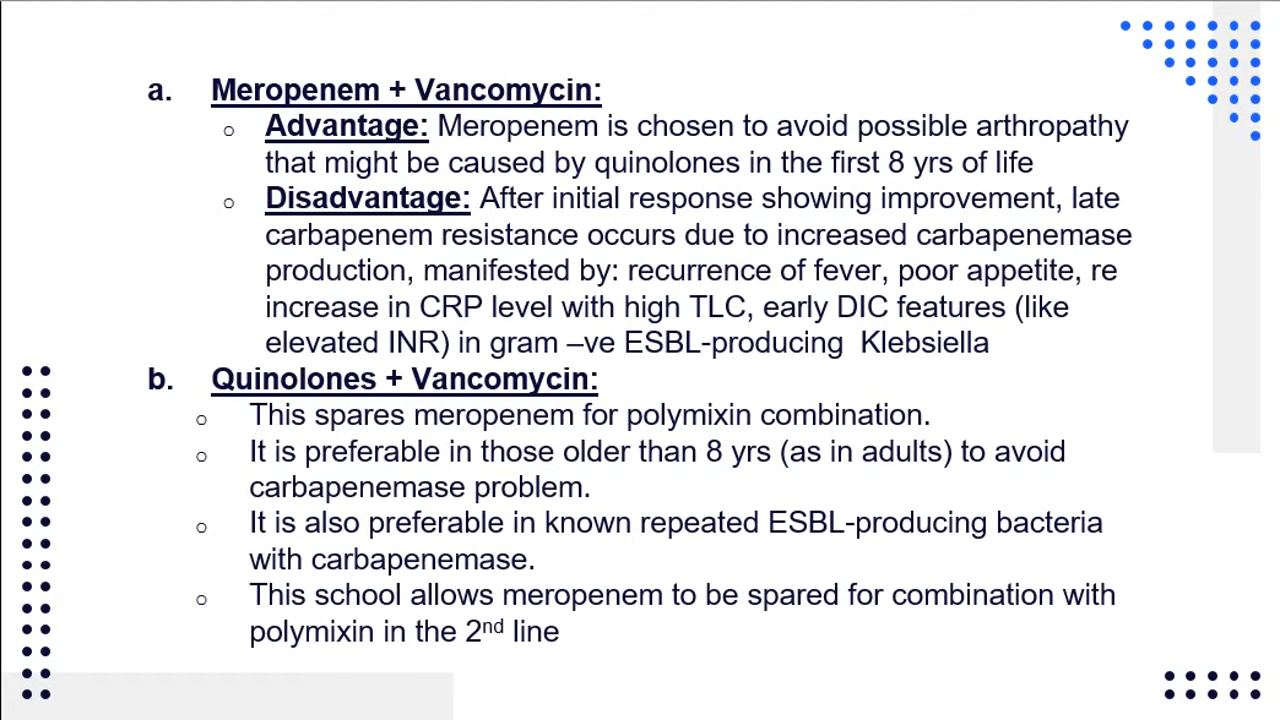 a. Meropenem + Vancomycin:
o Advantage: Meropenem is chosen to avoid possible arthropathy
that might be caused by quinolones in the first 8 yrs of life
o Disadvantage: After initial response showing improvement, late
carbapenem resistance occurs due to increased carbapenemase
production, manifested by: recurrence of fever, poor appetite, re
increase in CRP level with high TLC, early DIC features (like
elevated INR) in gram –ve ESBL-producing  Klebsiella
b. Quinolones + Vancomycin:
o This spares meropenem for polymixin combination.
o It is preferable in those older than 8 yrs (as in adults) to avoid
carbapenemase problem.
o It is also preferable in known repeated ESBL-producing bacteria
with carbapenemase.
o This school allows meropenem to be spared for combination with
polymixin in the 2nd line